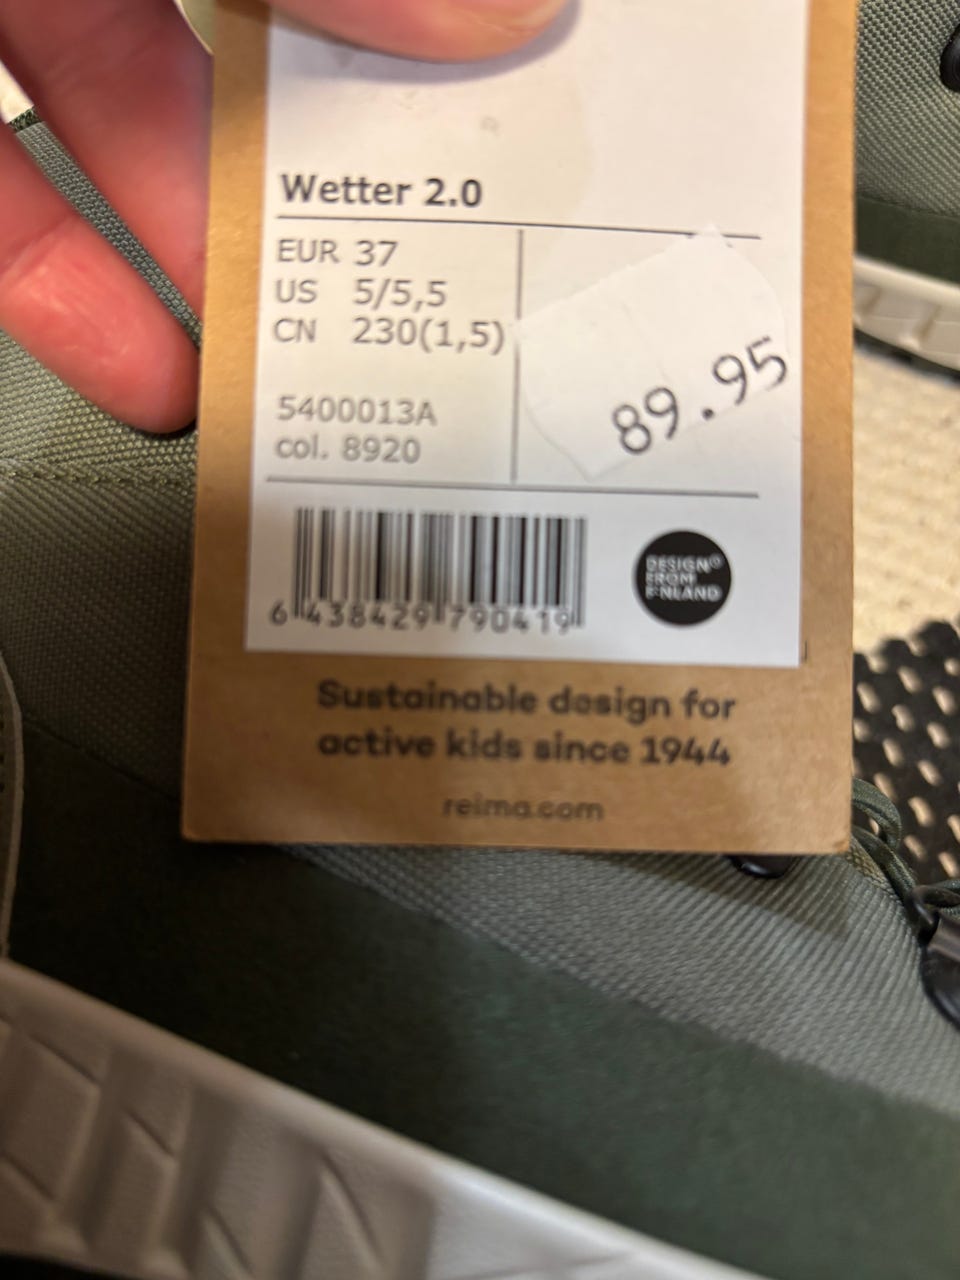 Wetter 2.0
EUR 37
US 5/5,5
CN 230(1,5)
89.95
5400013A
col. 8920
6 438429 790419
DESIGN
FROM
FINLAND
Sustainable design for
active kids since 1944
reima.com